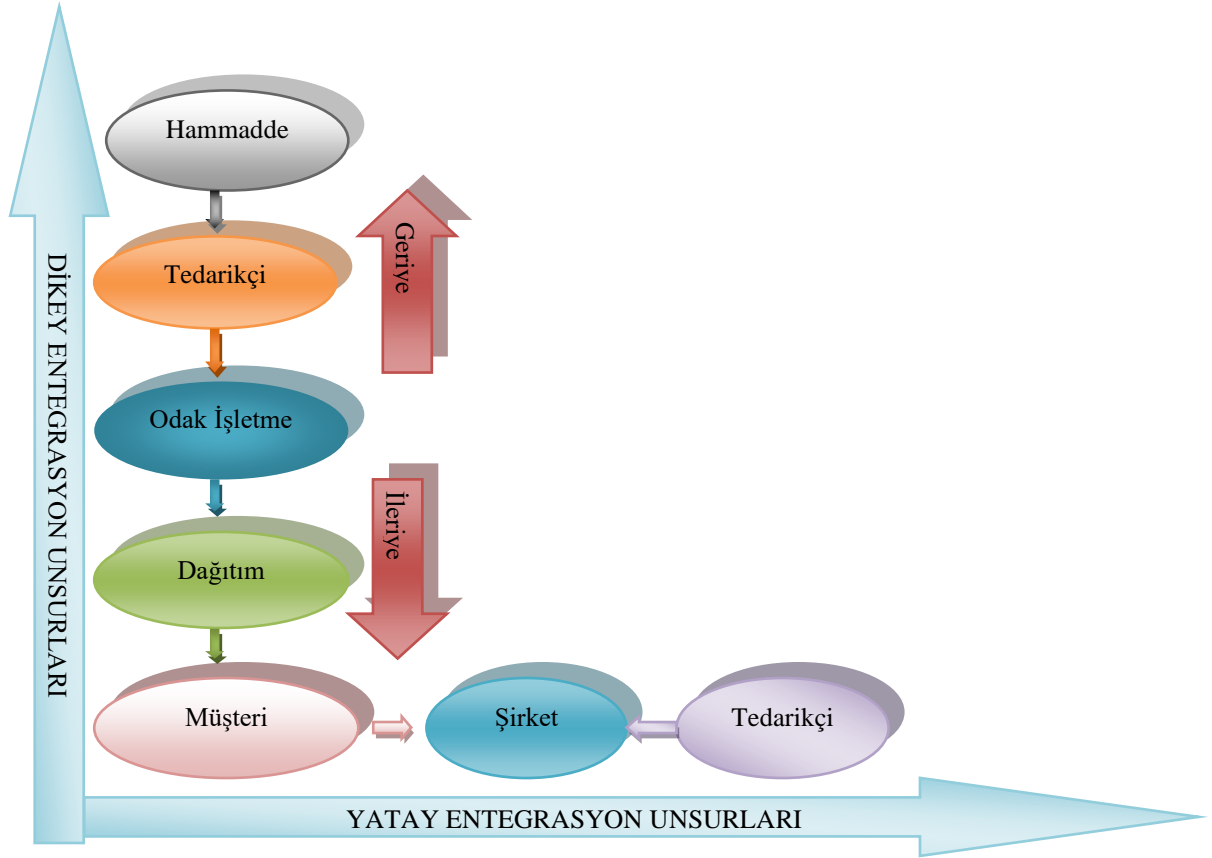 Hammadde
Tedarikçi
Geriye
Odak İşletme
İleriye
Dağıtım
Müşteri
Şirket
Tedarikçi
DİKEY ENTEGRASYON UNSURLARI
YATAY ENTEGRASYON UNSURLARI